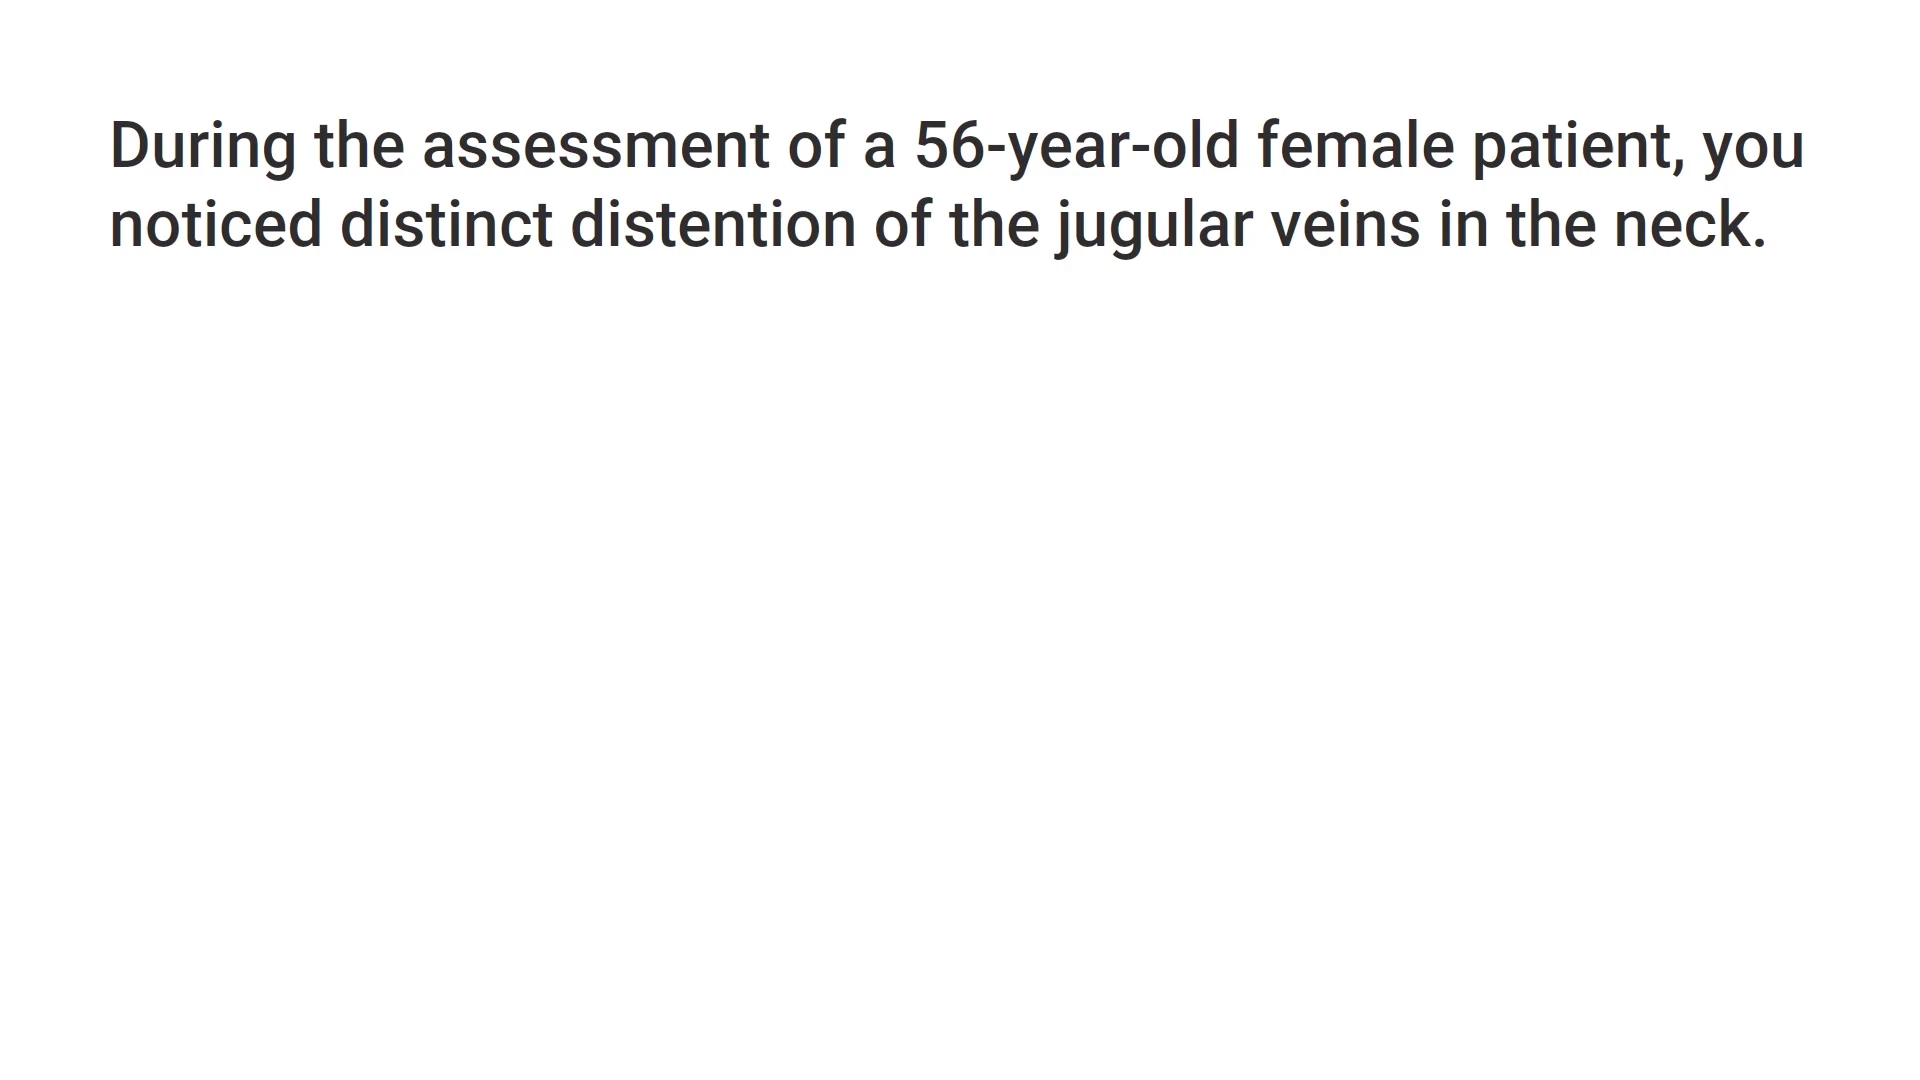 During the assessment of a 56-year-old female patient, you
noticed distinct distention of the jugular veins in the neck.